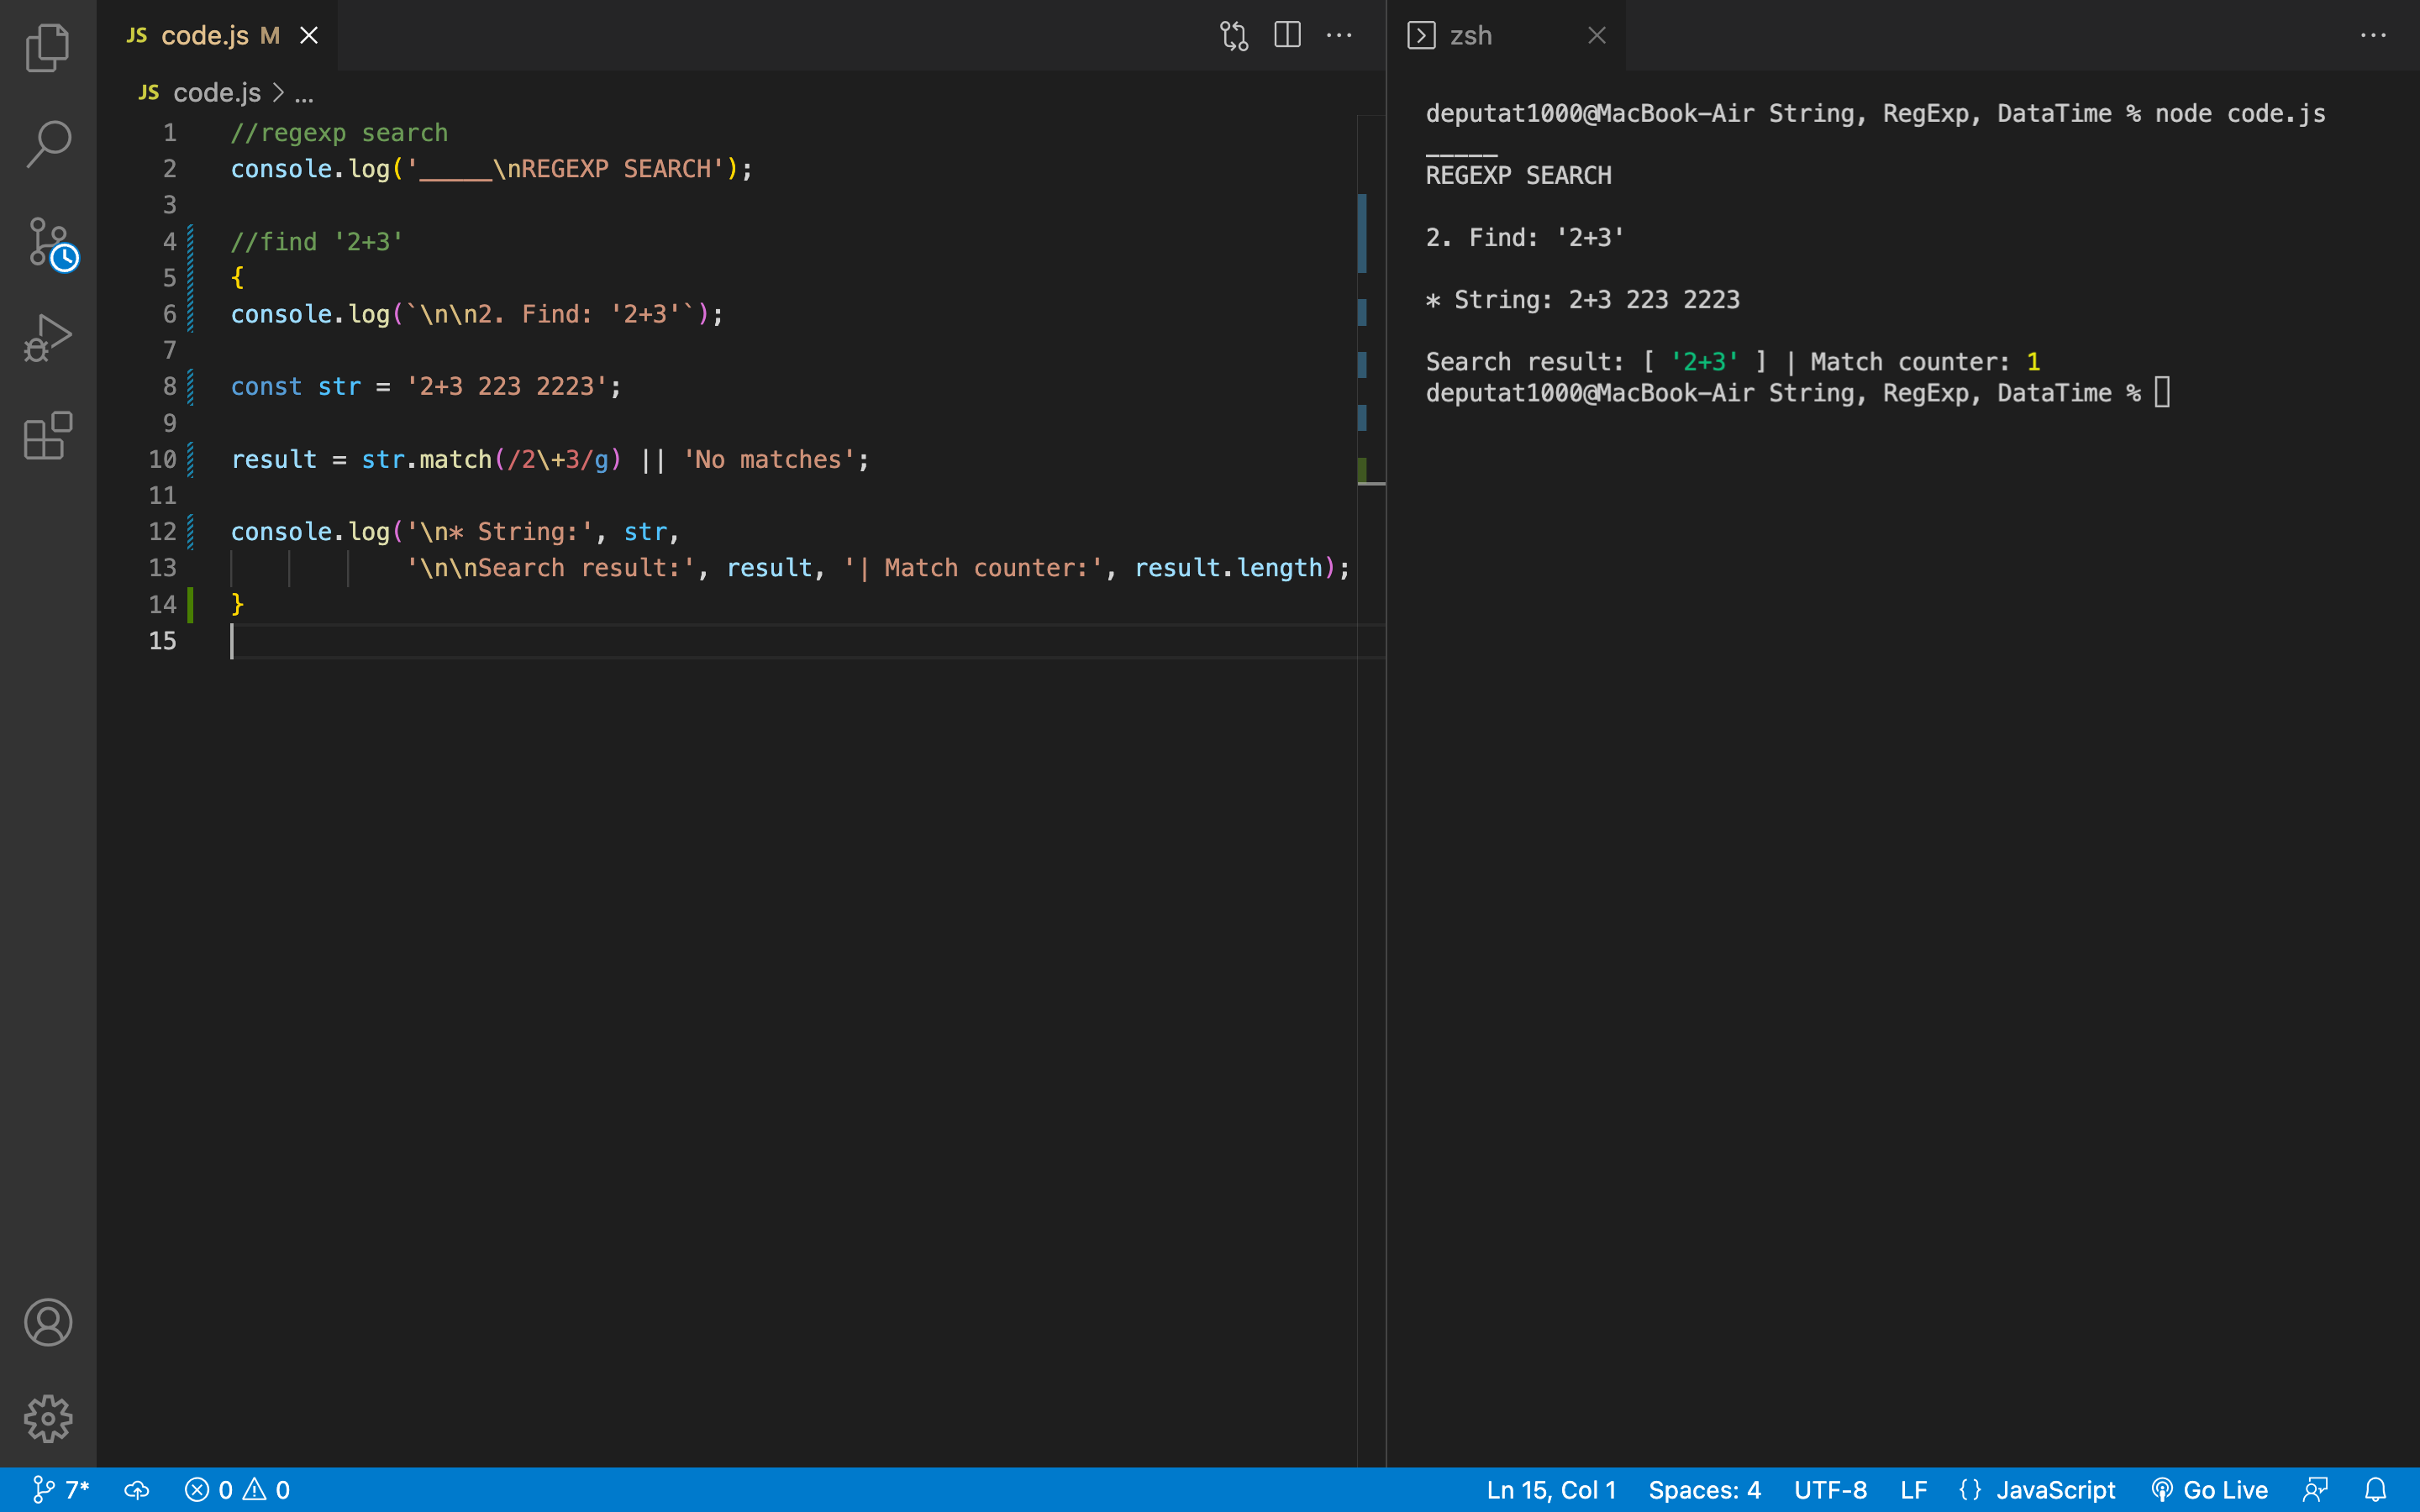 JS code.js M
JS code.js > ...
1 //regexp search
2 console.log('_____\nREGEXP SEARCH');
3
4 //find '2+3'
5 {
6 console.log(`\n\n2. Find: '2+3'`);
7
8 const str = '2+3 223 2223';
9
10 result = str.match(/2\+3/g) || 'No matches';
11
12 console.log('\n* String:', str,
13 '\n\nSearch result:', result, '| Match counter:', result.length);
14 }
15
zsh
deputat1000@MacBook-Air String, RegExp, DataTime % node code.js
_____
REGEXP SEARCH
2. Find: '2+3'
* String: 2+3 223 2223
Search result: [ '2+3' ] | Match counter: 1
deputat1000@MacBook-Air String, RegExp, DataTime %
7* 0 0 Ln 15, Col 1 Spaces: 4 UTF-8 LF {} JavaScript Go Live